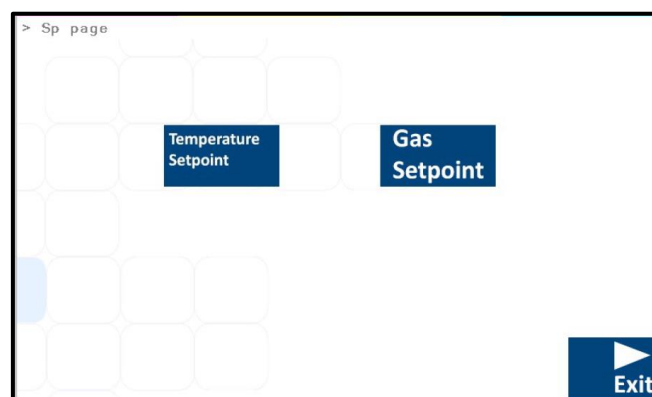 > Sp page
Temperature
Setpoint
Gas
Setpoint
Exit